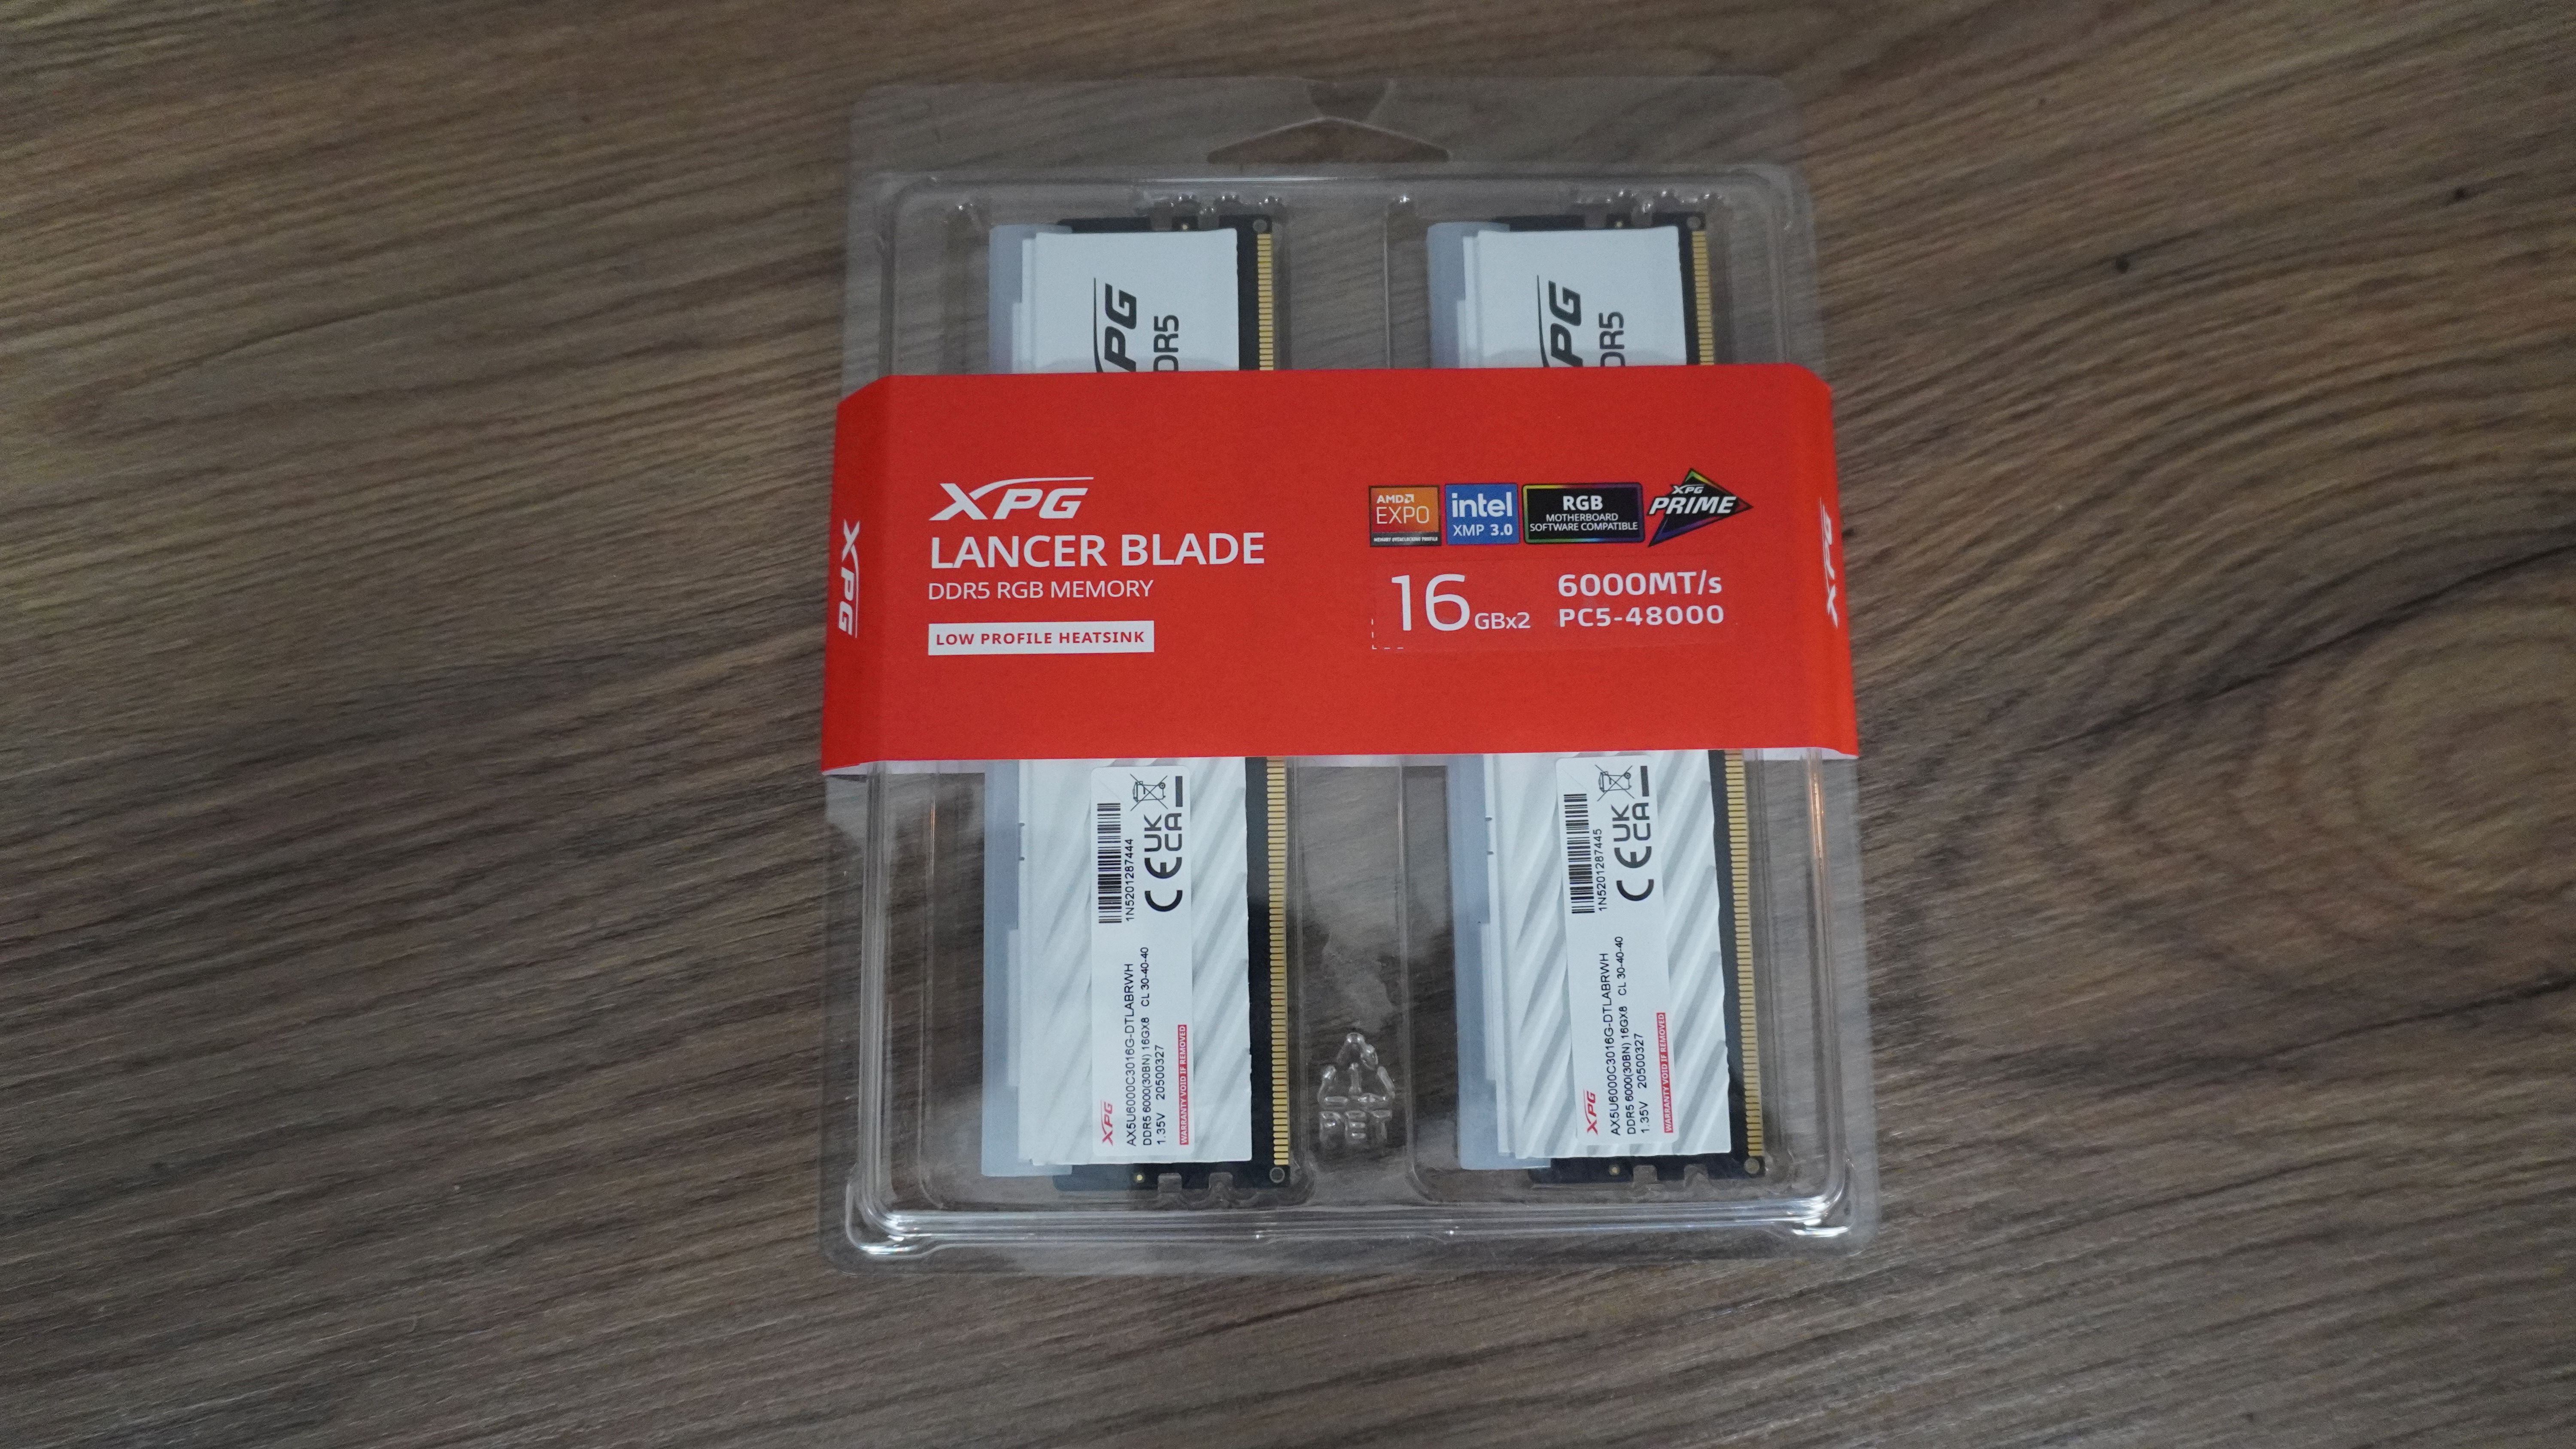 XPG
DDR5
XPG
DDR5
XPG
XPG
LANCER BLADE
DDR5 RGB MEMORY
LOW PROFILE HEATSINK
AMD
EXPO
intel
XMP 3.0
RGB
MOTHERBOARD
SOFTWARE COMPATIBLE
XPG
PRIME
16GBx2
6000MT/s
PC5-48000
XPG
XPG
AX5U6000C3016G-DTLABRWH
DDR5 6000(30BN) 16GX8 CL 30-40-40
1.35V 20500327
WARRANTY VOID IF REMOVED
1N5201287444
CE UK
CA
XPG
AX5U6000C3016G-DTLABRWH
DDR5 6000(30BN) 16GX8 CL 30-40-40
1.35V 20500327
WARRANTY VOID IF REMOVED
1N5201287445
CE UK
CA